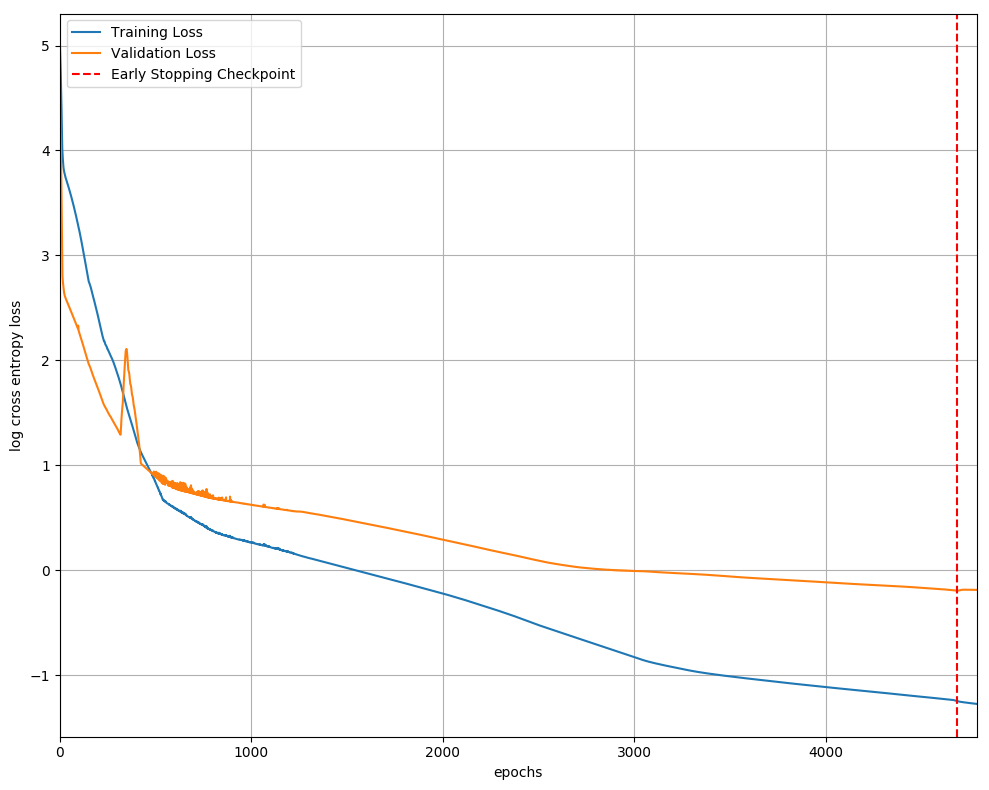 Training Loss
Validation Loss
Early Stopping Checkpoint
5
4
3
2
1
0
−1
log cross entropy loss
0 1000 2000 3000 4000
epochs